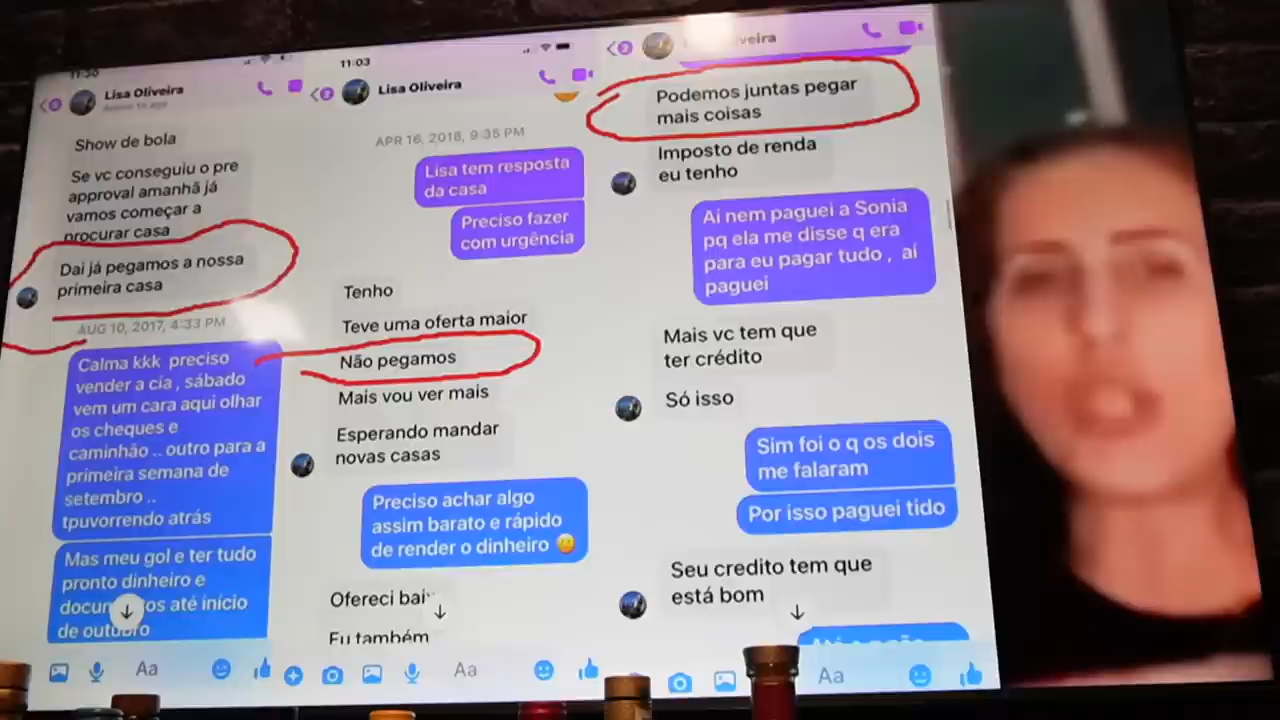 11:30
Lisa Oliveira
Show de bola
Se vc conseguiu o pre
approval amanhã já
vamos começar a
procurar casa
Dai já pegamos a nossa
primeira casa
AUG 10, 2017, 4:33 PM
Calma kkk preciso
vender a cia , sábado
vem um cara aqui olhar
os cheques e
caminhão .. outro para a
primeira semana de
setembro ..
tpuvorrendo atrás
Mas meu gol e ter tudo
pronto dinheiro e
até início
de outubro
Aa
11:03
Lisa Oliveira
APR 16, 2018, 9:35 PM
Lisa tem resposta
da casa
Preciso fazer
com urgência
Tenho
Teve uma oferta maior
Não pegamos
Mais vou ver mais
Esperando mandar
novas casas
Preciso achar algo
assim barato e rápido
de render o dinheiro 😀
Ofereci
Eu também
Aa
Podemos juntas pegar
mais coisas
Imposto de renda
eu tenho
Aí nem paguei a Sonia
pq ela me disse q era
para eu pagar tudo , aí
paguei
Mais vc tem que
ter crédito
Só isso
Sim foi o q os dois
me falaram
Por isso paguei tido
Seu credito tem que
está bom
Aa